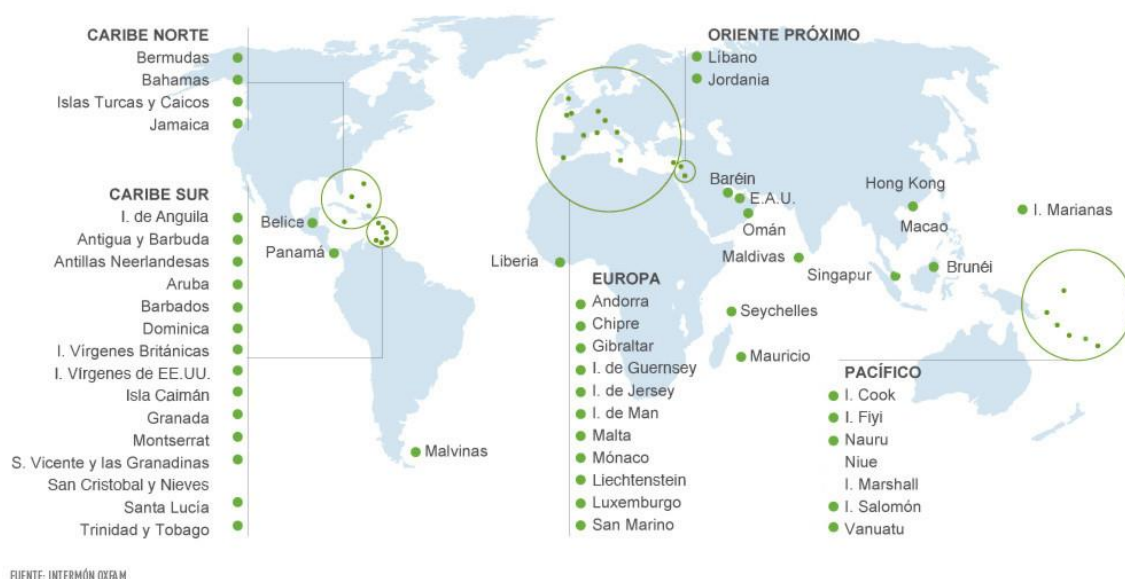 CARIBE NORTE
Bermudas
Bahamas
Islas Turcas y Caicos
Jamaica
CARIBE SUR
I. de Anguila
Antigua y Barbuda
Antillas Neerlandesas
Aruba
Barbados
Dominica
I. Vírgenes Británicas
I. Vírgenes de EE.UU.
Isla Caimán
Granada
Montserrat
S. Vicente y las Granadinas
San Cristobal y Nieves
Santa Lucía
Trinidad y Tobago
Belice
Panamá
Malvinas
Liberia
EUROPA
Andorra
Chipre
Gibraltar
I. de Guernsey
I. de Jersey
I. de Man
Malta
Mónaco
Liechtenstein
Luxemburgo
San Marino
ORIENTE PRÓXIMO
Líbano
Jordania
Baréin
E.A.U.
Omán
Maldivas
Seychelles
Mauricio
Hong Kong
Macao
Singapur
Brunéi
I. Marianas
PACÍFICO
I. Cook
I. Fiyi
Nauru
Niue
I. Marshall
I. Salomón
Vanuatu
FUENTE: INTERMÓN OXFAM